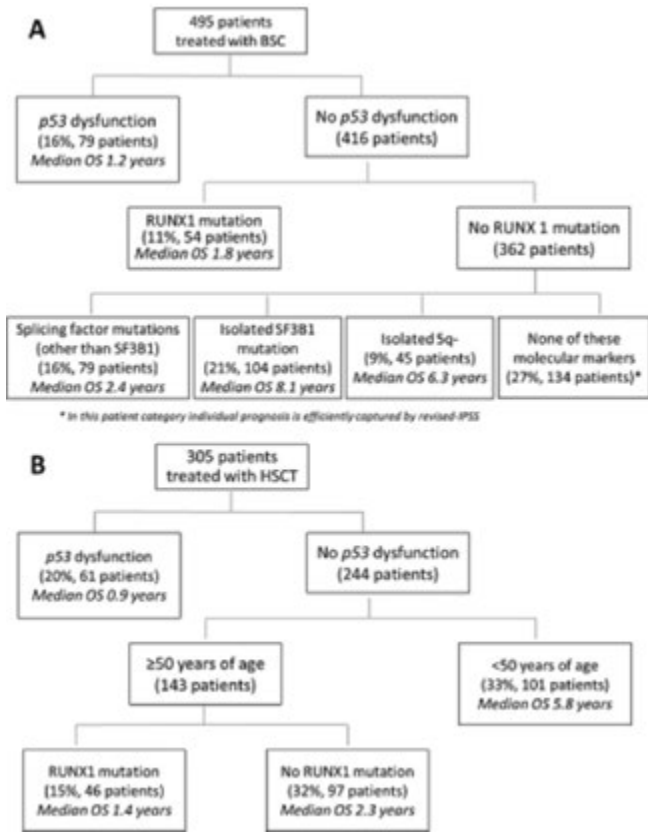 A
495 patients
treated with BSC
p53 dysfunction
(16%, 79 patients)
Median OS 1.2 years
No p53 dysfunction
(416 patients)
RUNX1 mutation
(11%, 54 patients)
Median OS 1.8 years
No RUNX 1 mutation
(362 patients)
Splicing factor mutations
(other than SF3B1)
(16%, 79 patients)
Median OS 2.4 years
Isolated SF3B1
mutation
(21%, 104 patients)
Median OS 8.1 years
Isolated 5q-
(9%, 45 patients)
Median OS 6.3 years
None of these
molecular markers
(27%, 134 patients)*
* In this patient category individual prognosis is efficiently captured by revised-IPSS
B
305 patients
treated with HSCT
p53 dysfunction
(20%, 61 patients)
Median OS 0.9 years
No p53 dysfunction
(244 patients)
≥50 years of age
(143 patients)
<50 years of age
(33%, 101 patients)
Median OS 5.8 years
RUNX1 mutation
(15%, 46 patients)
Median OS 1.4 years
No RUNX1 mutation
(32%, 97 patients)
Median OS 2.3 years